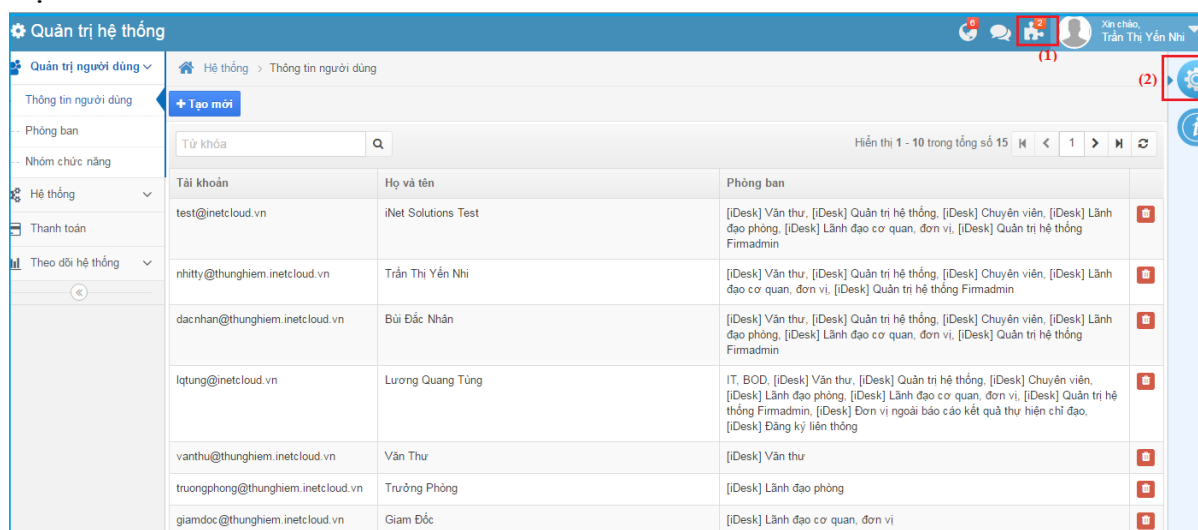 Quản trị hệ thống
6
2
Xin chào,
Trần Thị Yến Nhi
(1)
(2)
Quản trị người dùng
Thông tin người dùng
Phòng ban
Nhóm chức năng
Hệ thống
Thanh toán
Theo dõi hệ thống
Hệ thống > Thông tin người dùng
+ Tạo mới
Từ khóa
Hiển thị 1 - 10 trong tổng số 15
1
Tài khoản Họ và tên Phòng ban
test@inetcloud.vn iNet Solutions Test [iDesk] Văn thư, [iDesk] Quản trị hệ thống, [iDesk] Chuyên viên, [iDesk] Lãnh
đạo phòng, [iDesk] Lãnh đạo cơ quan, đơn vị, [iDesk] Quản trị hệ thống
Firmadmin
nhitty@thunghiem.inetcloud.vn Trần Thị Yến Nhi [iDesk] Văn thư, [iDesk] Quản trị hệ thống, [iDesk] Chuyên viên, [iDesk] Lãnh
đạo cơ quan, đơn vị, [iDesk] Quản trị hệ thống Firmadmin
dacnhan@thunghiem.inetcloud.vn Bùi Đắc Nhân [iDesk] Văn thư, [iDesk] Quản trị hệ thống, [iDesk] Chuyên viên, [iDesk] Lãnh
đạo phòng, [iDesk] Lãnh đạo cơ quan, đơn vị, [iDesk] Quản trị hệ thống
Firmadmin
lqtung@inetcloud.vn Lương Quang Tùng IT, BOD, [iDesk] Văn thư, [iDesk] Quản trị hệ thống, [iDesk] Chuyên viên,
[iDesk] Lãnh đạo phòng, [iDesk] Lãnh đạo cơ quan, đơn vị, [iDesk] Quản trị hệ
thống Firmadmin, [iDesk] Đơn vị ngoài báo cáo kết quả thự hiện chỉ đạo,
[iDesk] Đăng ký liên thông
vanthu@thunghiem.inetcloud.vn Văn Thư [iDesk] Văn thư
truongphong@thunghiem.inetcloud.vn Trưởng Phòng [iDesk] Lãnh đạo phòng
giamdoc@thunghiem.inetcloud.vn Giam Đốc [iDesk] Lãnh đạo cơ quan, đơn vị